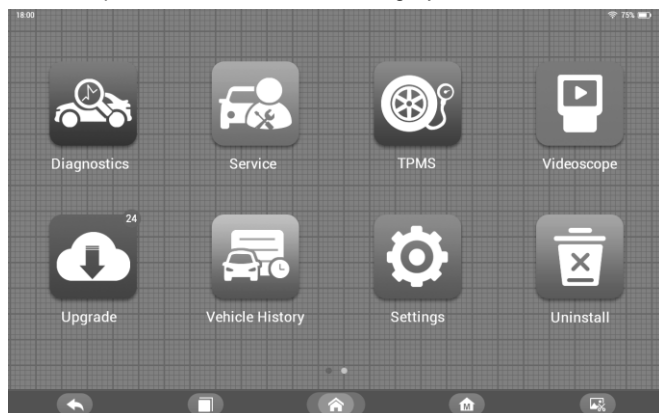 18:00 75%
Diagnostics Service TPMS Videoscope
24
Upgrade Vehicle History Settings Uninstall
M